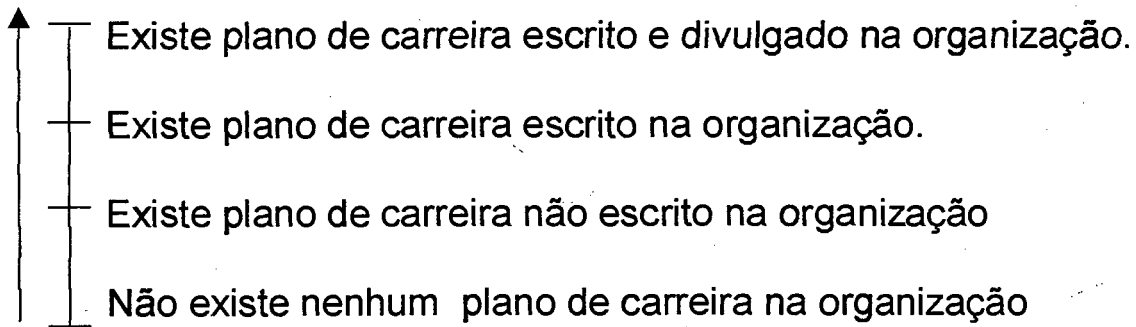 Existe plano de carreira escrito e divulgado na organização.
Existe plano de carreira escrito na organização.
Existe plano de carreira não escrito na organização
Não existe nenhum plano de carreira na organização